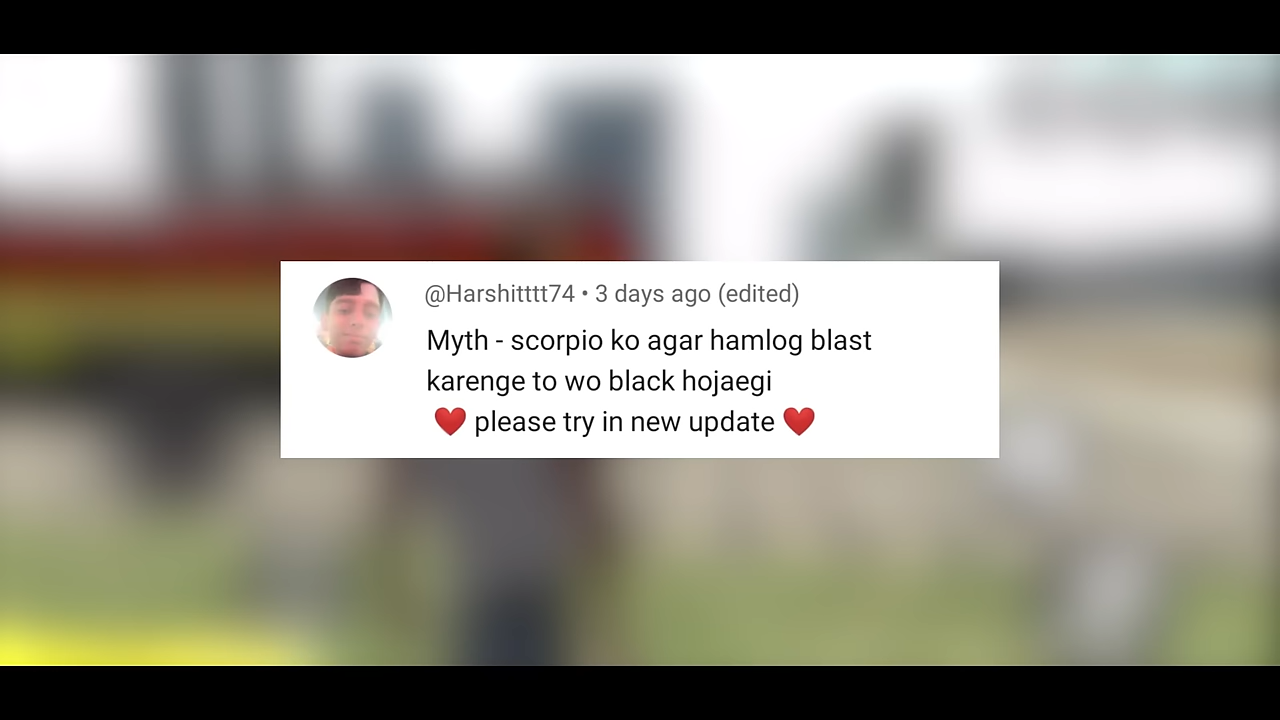 @Harshitttt74 • 3 days ago (edited)
Myth - scorpio ko agar hamlog blast
karenge to wo black hojaegi
❤️ please try in new update ❤️